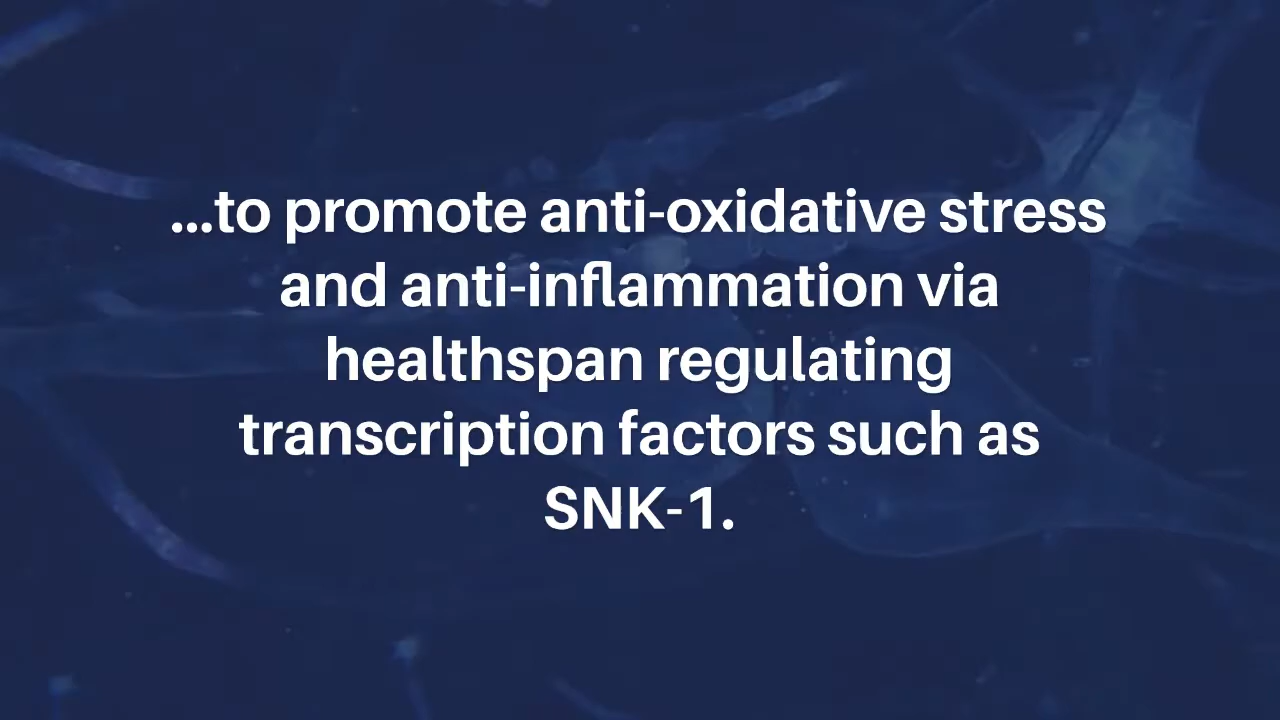 ...to promote anti-oxidative stress
and anti-inflammation via
healthspan regulating
transcription factors such as
SNK-1.